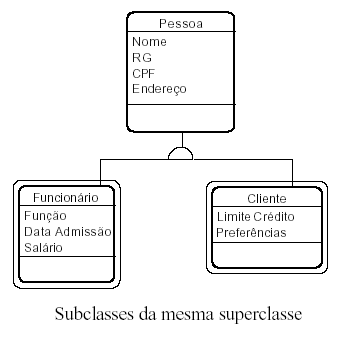 Pessoa
Nome
RG
CPF
Endereço
Funcionário
Função
Data Admissão
Salário
Cliente
Limite Crédito
Preferências
Subclasses da mesma superclasse